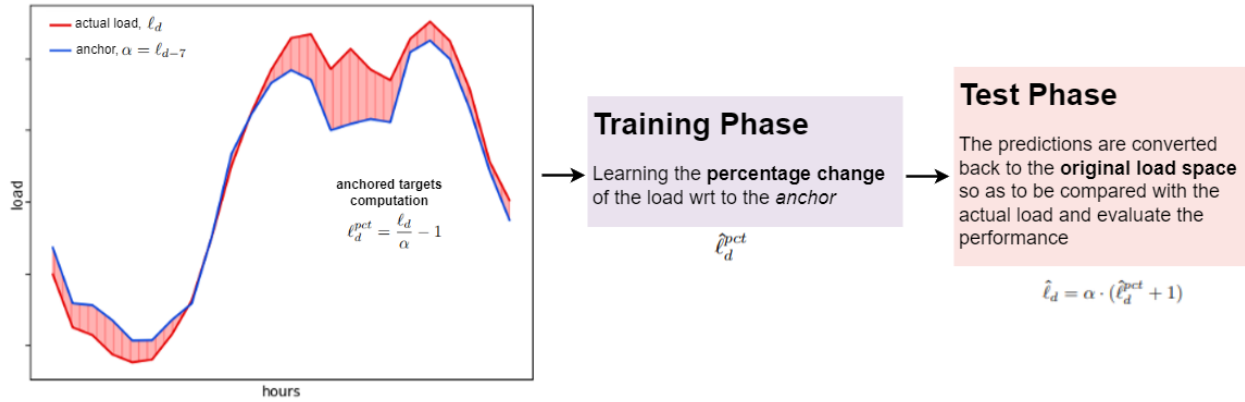 actual load, ℓ_d
anchor, α = ℓ_{d−7}
load
hours
anchored targets
computation
ℓ_d^{pct} = ℓ_d / α − 1
Training Phase
Learning the percentage change
of the load wrt to the anchor
ℓ̂_d^{pct}
Test Phase
The predictions are converted
back to the original load space
so as to be compared with the
actual load and evaluate the
performance
ℓ̂_d = α · (ℓ̂_d^{pct} + 1)